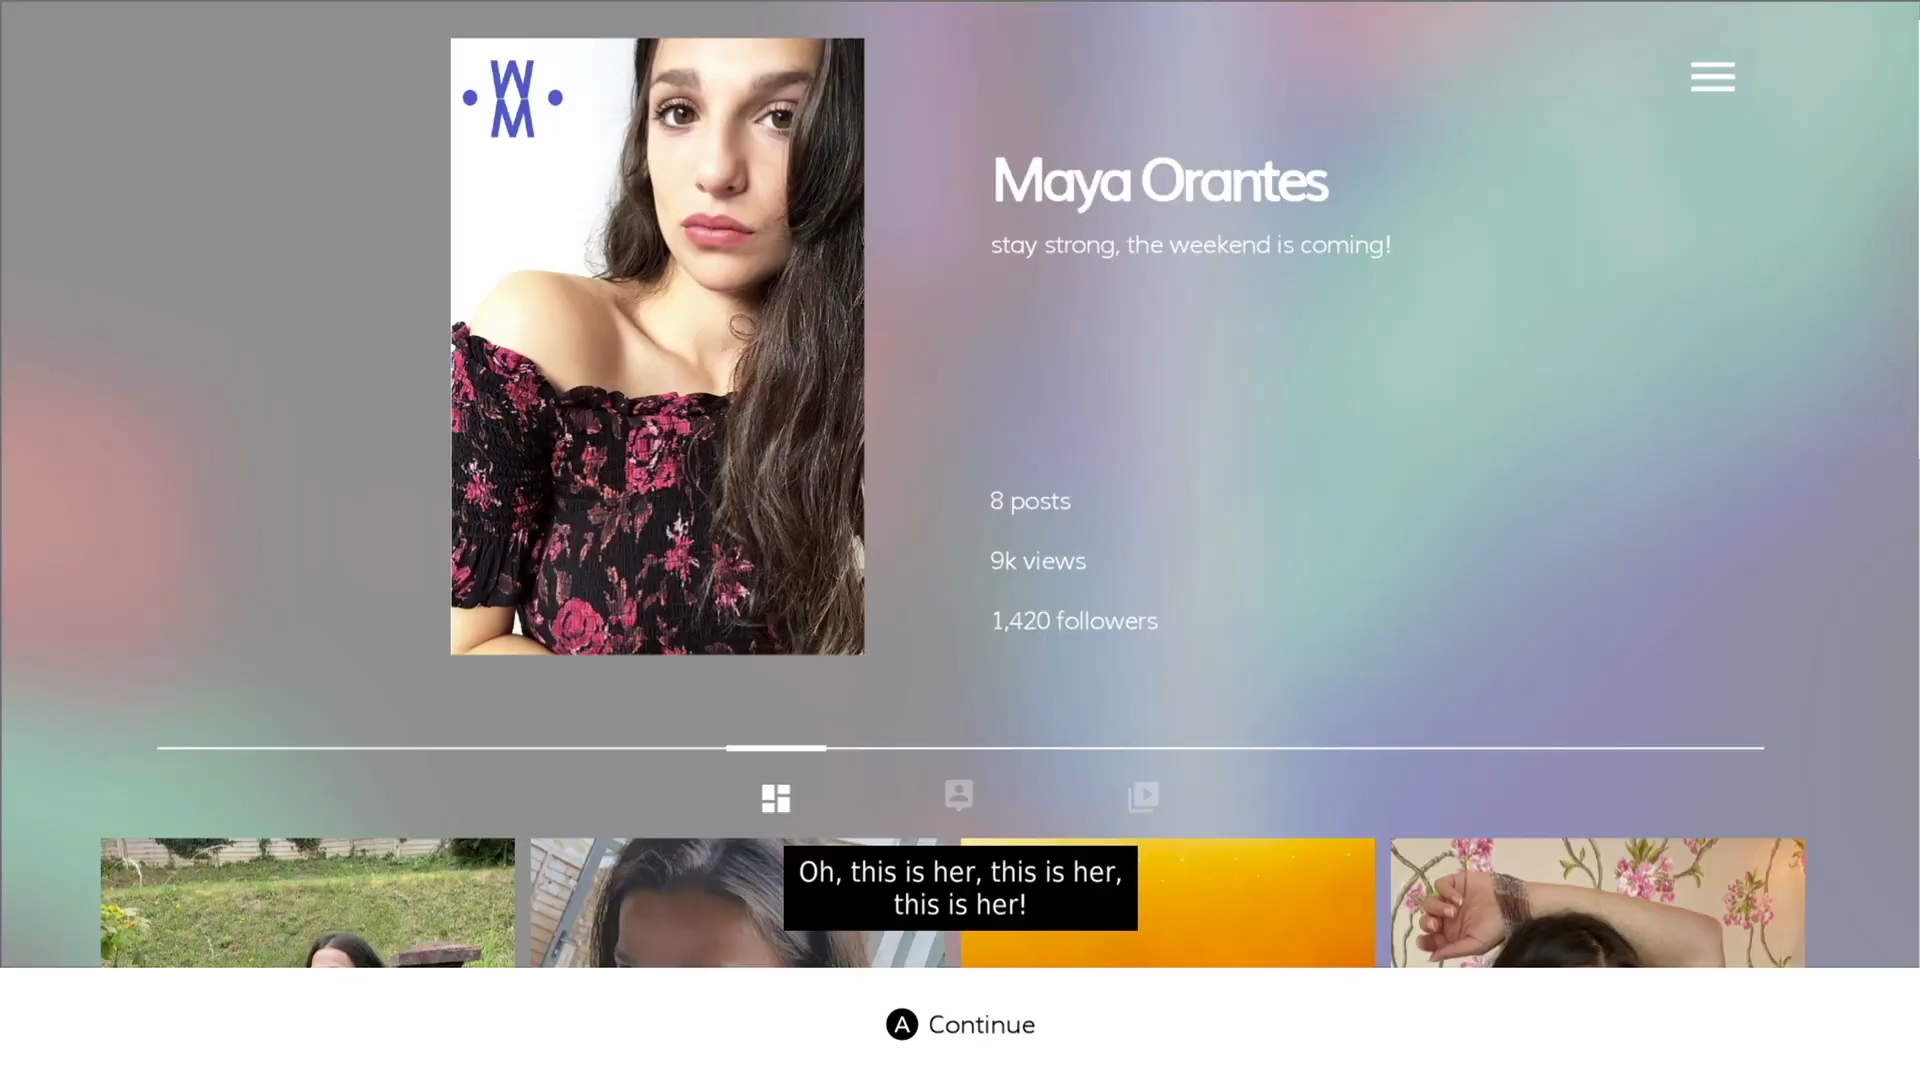 W
M
Maya Orantes
stay strong, the weekend is coming!
8 posts
9k views
1,420 followers
Oh, this is her, this is her,
this is her!
A Continue